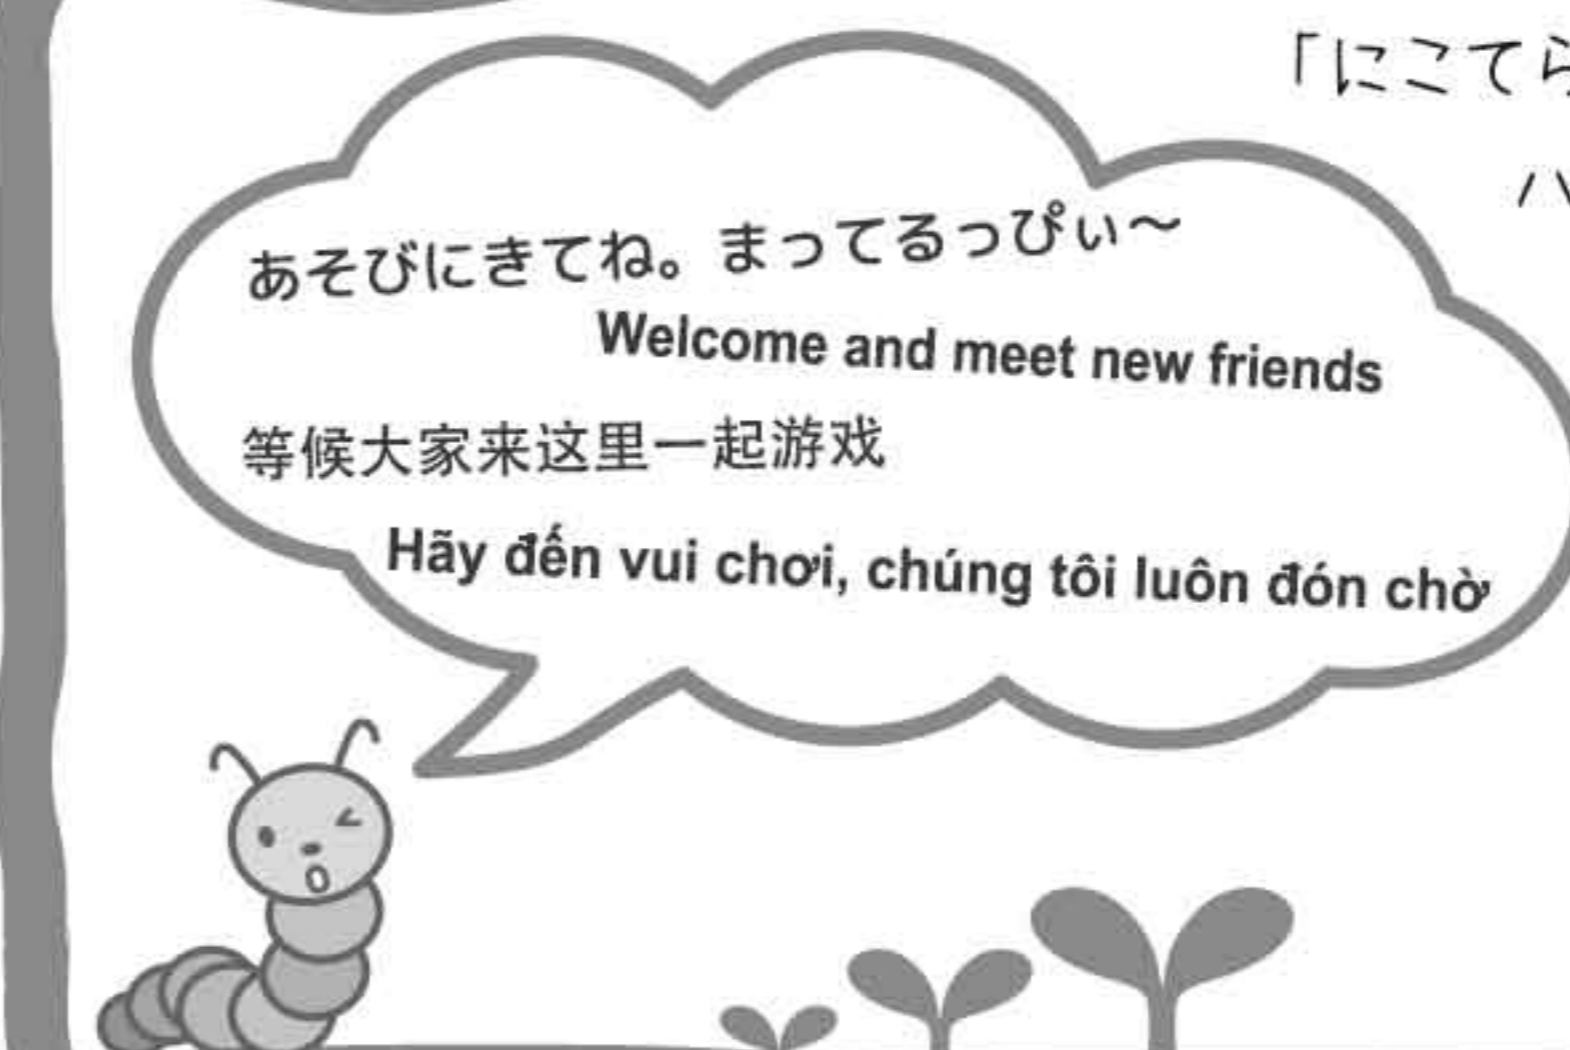 「にこてら
ハ
あそびにきてね。まってるっぴぃ～
Welcome and meet new friends
等候大家来这里一起游戏
Hãy đến vui chơi, chúng tôi luôn đón chờ